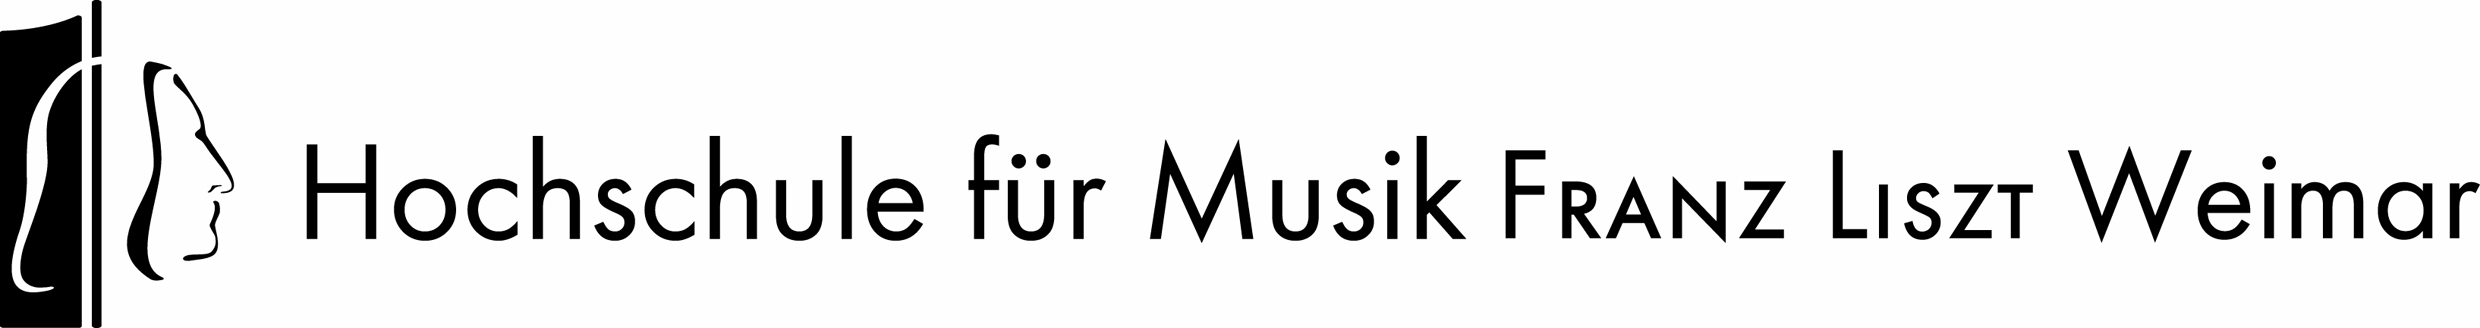 Hochschule für Musik FRANZ LISZT Weimar